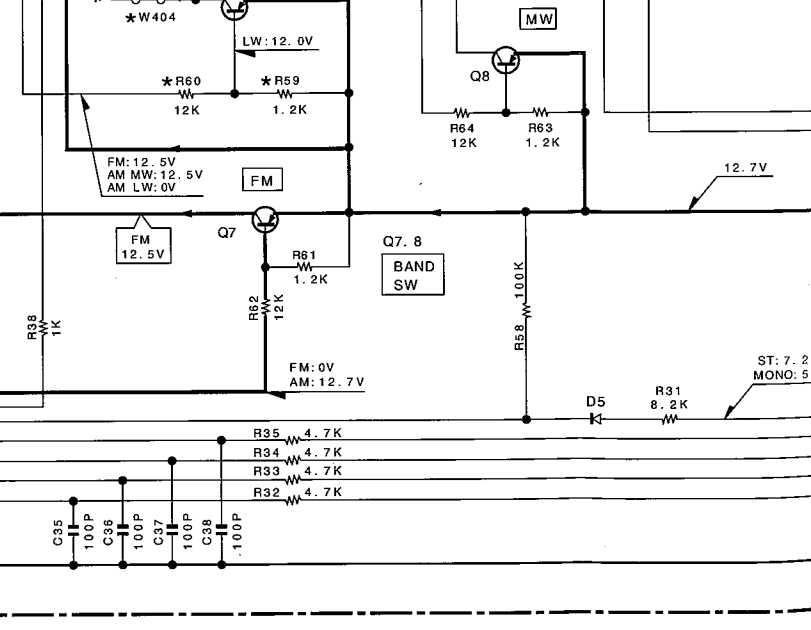 MW
*W404
LW:12.0V
Q8
*R60
*R59
12K
1.2K
R64
R63
12K
1.2K
FM:12.5V
AM MW:12.5V
AM LW:0V
FM
12.7V
Q7
FM
12.5V
Q7.8
BAND
SW
R61
1.2K
R62
12K
100K
R58
R38
1K
FM:0V
AM:12.7V
ST:7.2
MONO:5
D5
R31
8.2K
R35 4.7K
R34 4.7K
R33 4.7K
R32 4.7K
C35
100P
C36
100P
C37
100P
C38
.100P